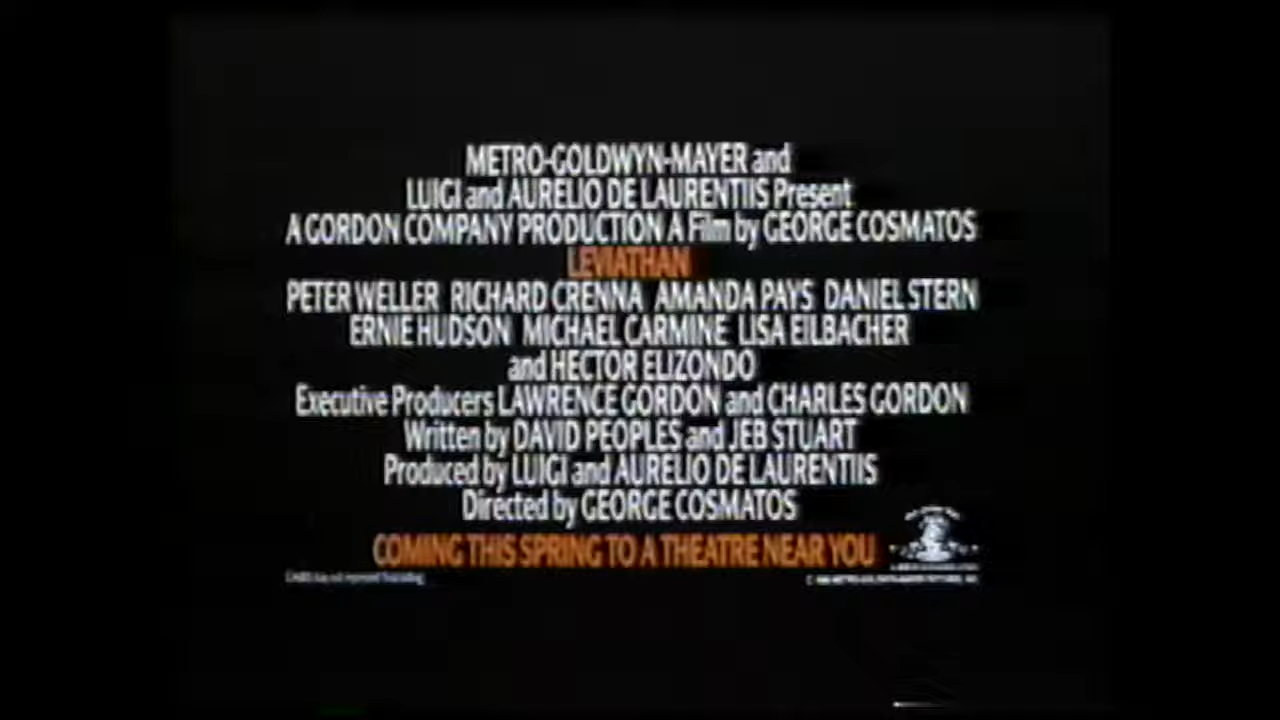 METRO-GOLDWYN-MAYER and
LUIGI and AURELIO DE LAURENTIIS Present
A GORDON COMPANY PRODUCTION A Film by GEORGE COSMATOS
LEVIATHAN
PETER WELLER RICHARD CRENNA AMANDA PAYS DANIEL STERN
ERNIE HUDSON MICHAEL CARMINE LISA EILBACHER
and HECTOR ELIZONDO
Executive Producers LAWRENCE GORDON and CHARLES GORDON
Written by DAVID PEOPLES and JEB STUART
Produced by LUIGI and AURELIO DE LAURENTIIS
Directed by GEORGE COSMATOS
COMING THIS SPRING TO A THEATRE NEAR YOU